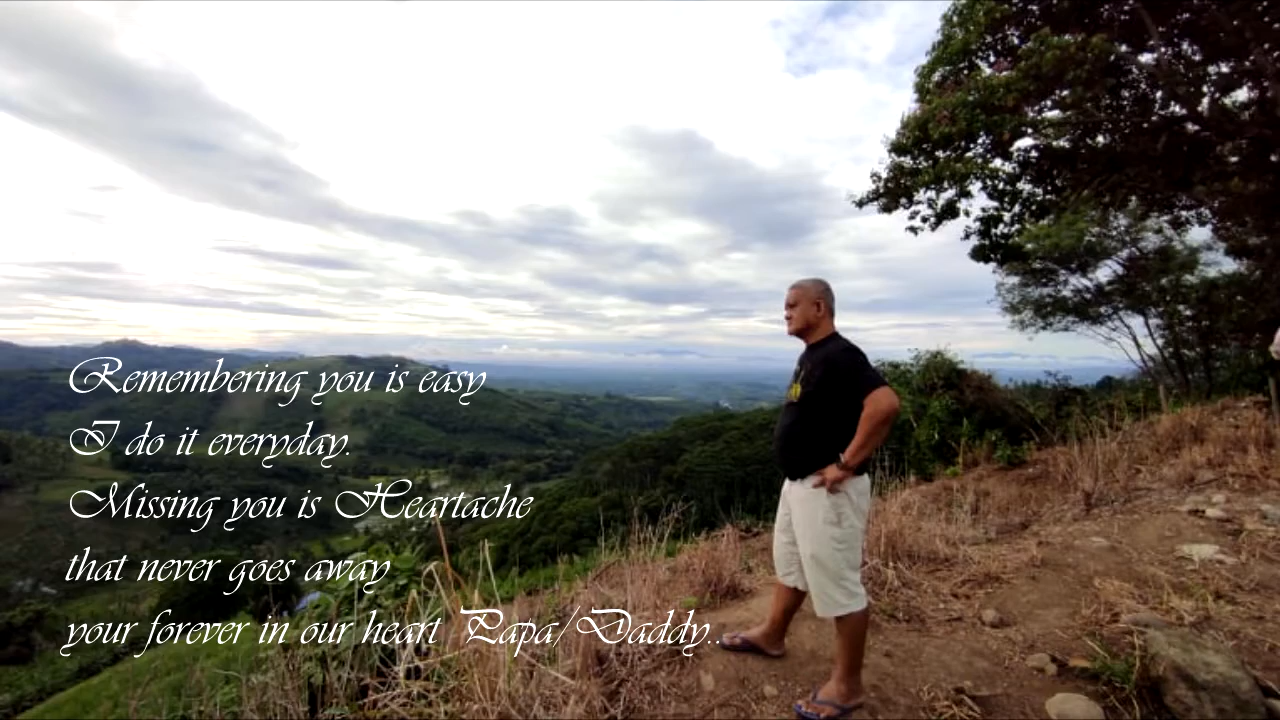 Remembering you is easy
I do it everyday.
Missing you is Heartache
that never goes away
your forever in our heart Papa/Daddy..